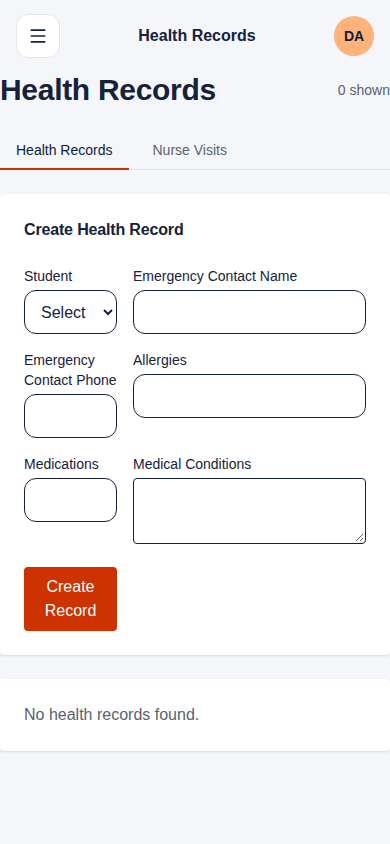 Health Records
DA
Health Records
0 shown
Health Records
Nurse Visits
Create Health Record
Student
Emergency Contact Name
Select
Emergency
Contact Phone
Allergies
Medications
Medical Conditions
Create
Record
No health records found.